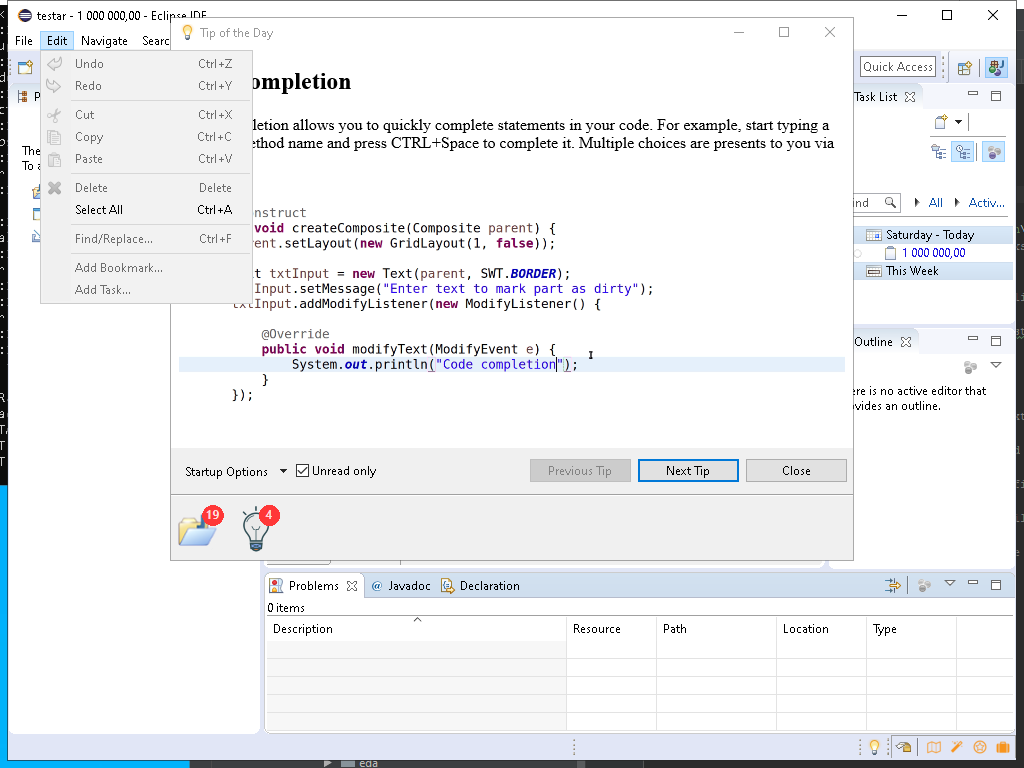 testar - 1 000 000,00 - Eclipse IDE
File Edit Navigate Searc
Tip of the Day
Undo Ctrl+Z
Redo Ctrl+Y
Cut Ctrl+X
Copy Ctrl+C
Paste Ctrl+V
Delete Delete
Select All Ctrl+A
Find/Replace... Ctrl+F
Add Bookmark...
Add Task...
P
The
To a
ompletion
letion allows you to quickly complete statements in your code. For example, start typing a
ethod name and press CTRL+Space to complete it. Multiple choices are presents to you via
nstruct
void createComposite(Composite parent) {
ent.setLayout(new GridLayout(1, false));
t txtInput = new Text(parent, SWT.BORDER);
Input.setMessage("Enter text to mark part as dirty");
txtInput.addModifyListener(new ModifyListener() {
@Override
public void modifyText(ModifyEvent e) {
System.out.println("Code completion");
}
});
Startup Options Unread only Previous Tip Next Tip Close
19 4
Quick Access
Task List
ind All Activ...
Saturday - Today
1 000 000,00
This Week
Outline
ere is no active editor that
ovides an outline.
Problems @ Javadoc Declaration
0 items
Description Resource Path Location Type
eda